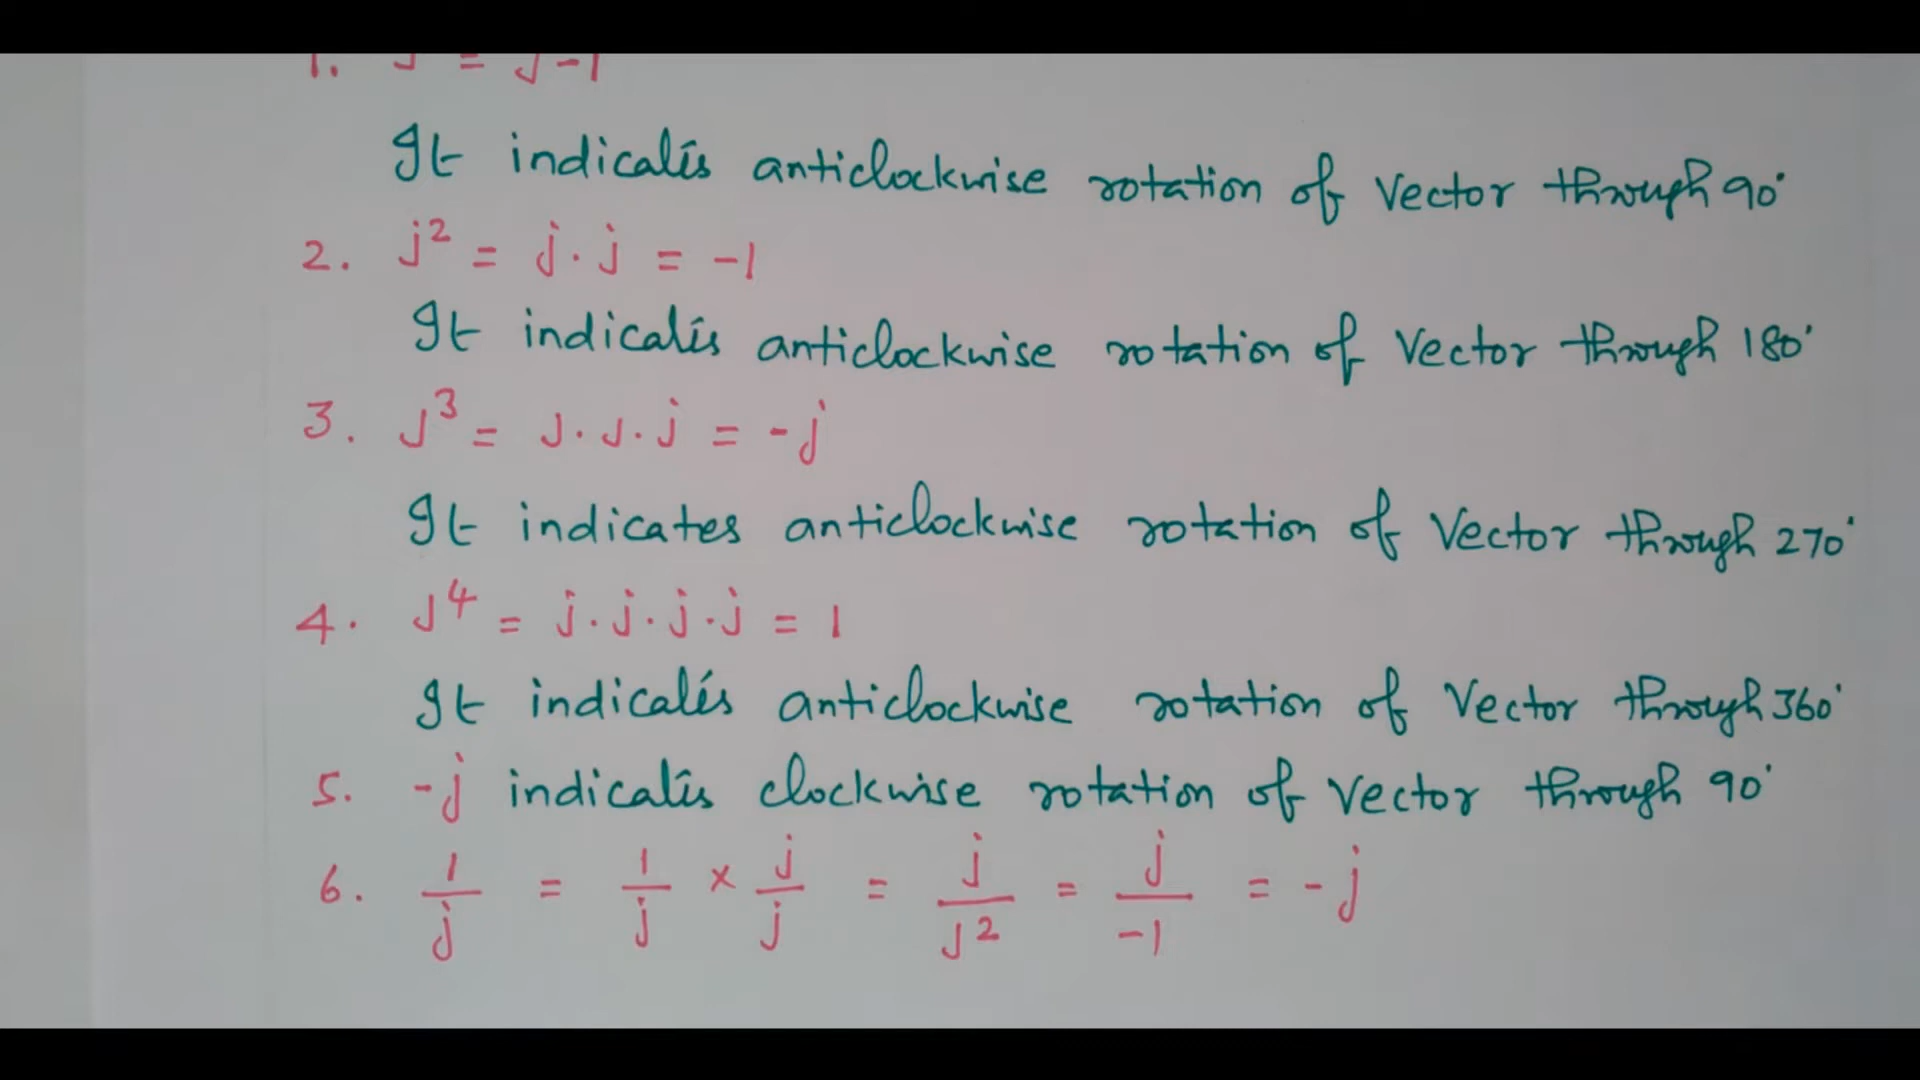 1. j = √-1
It indicates anticlockwise rotation of vector through 90°
2. j² = j · j = -1
It indicates anticlockwise rotation of vector through 180°
3. J³ = J · J · j = -j
It indicates anticlockwise rotation of vector through 270°
4. J⁴ = j · j · j · j = 1
It indicates anticlockwise rotation of vector through 360°
5. -j indicates clockwise rotation of vector through 90°
6. 1/j = 1/j × j/j = j/J² = j/-1 = -j